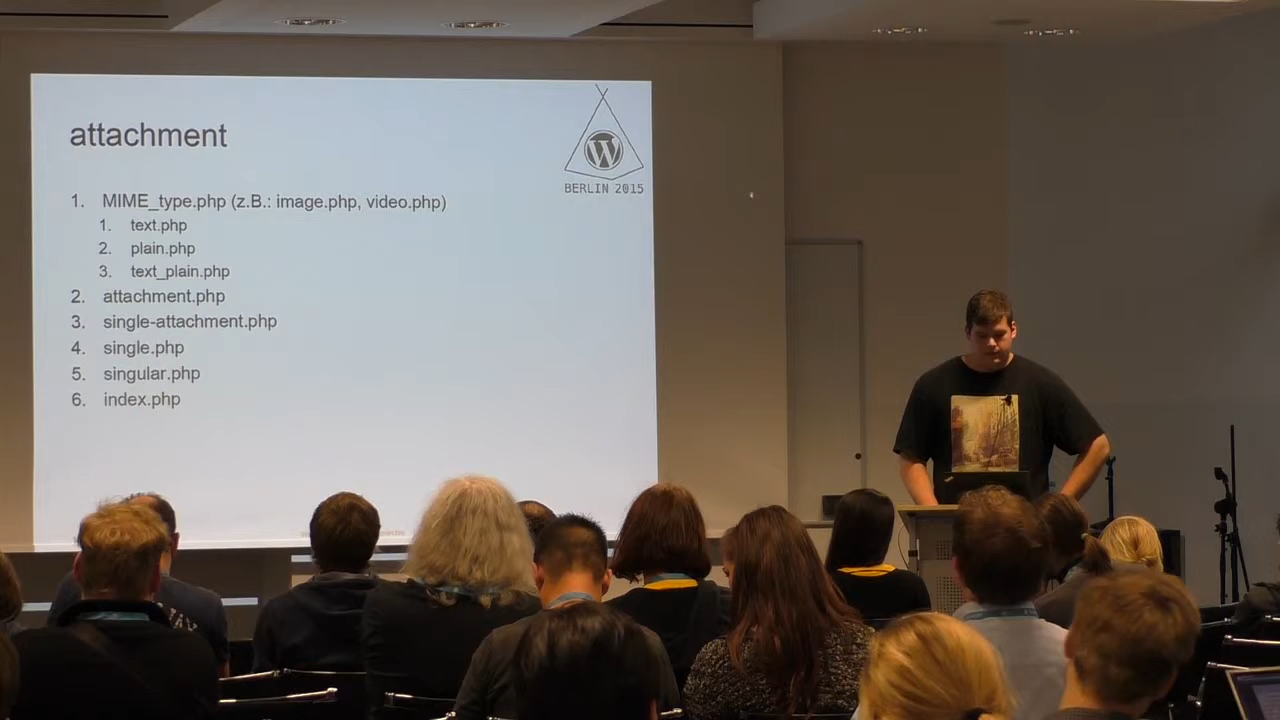 attachment
BERLIN 2015
1. MIME_type.php (z.B.: image.php, video.php)
1. text.php
2. plain.php
3. text_plain.php
2. attachment.php
3. single-attachment.php
4. single.php
5. singular.php
6. index.php